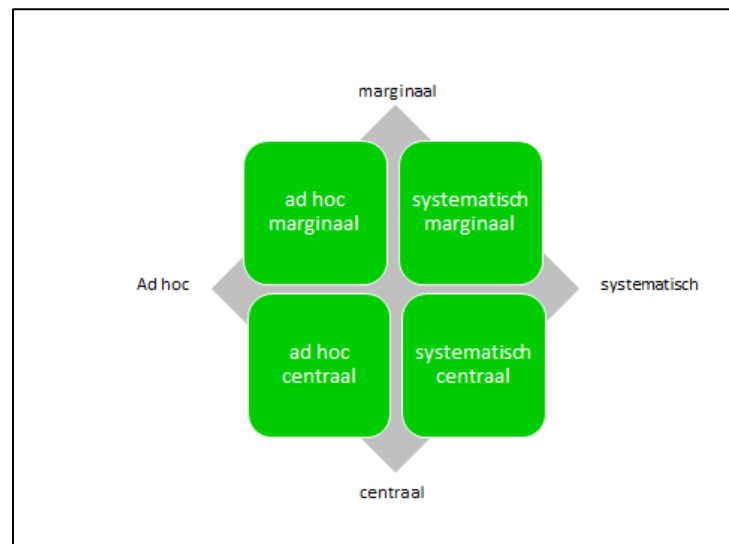 marginaal
ad hoc
marginaal
systematisch
marginaal
Ad hoc
systematisch
ad hoc
centraal
systematisch
centraal
centraal